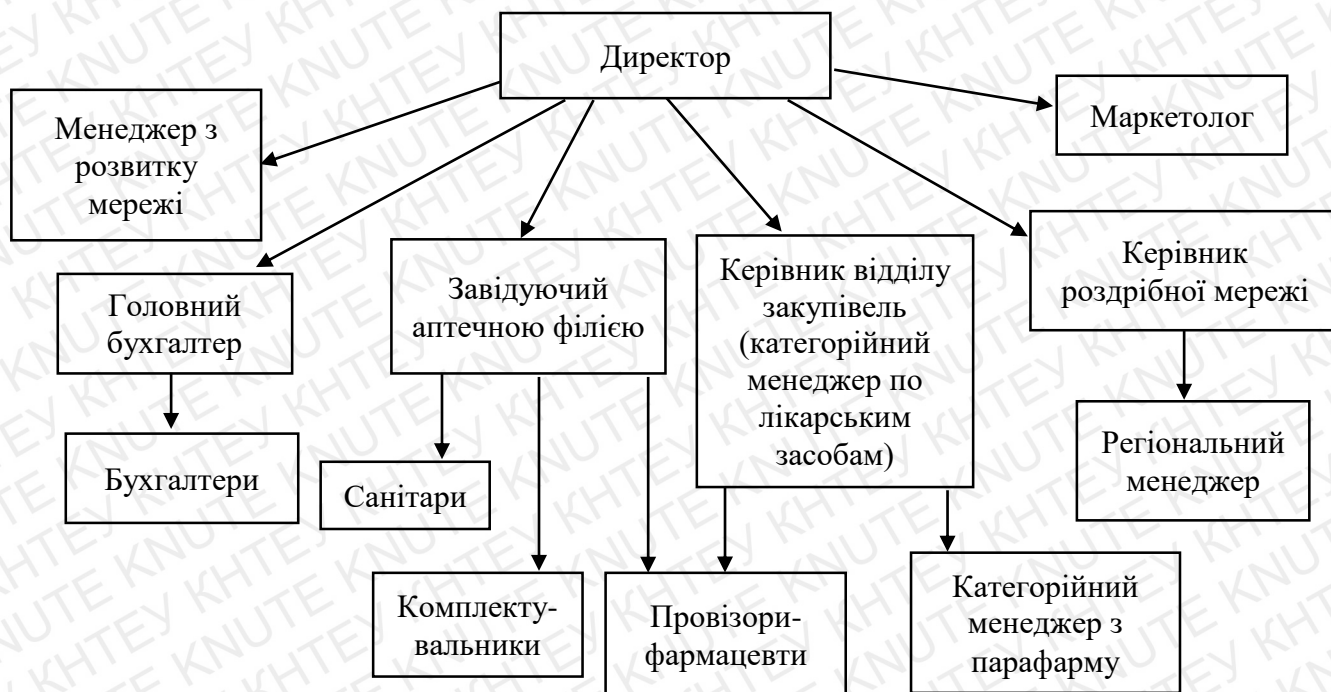 Директор
Маркетолог
Менеджер з
розвитку
мережі
Головний
бухгалтер
Завідуючий
аптечною філією
Керівник відділу
закупівель
(категорійний
менеджер по
лікарським
засобам)
Керівник
роздрібної мережі
Бухгалтери
Санітари
Регіональний
менеджер
Комплекту-
вальники
Провізори-
фармацевти
Категорійний
менеджер з
парафарму